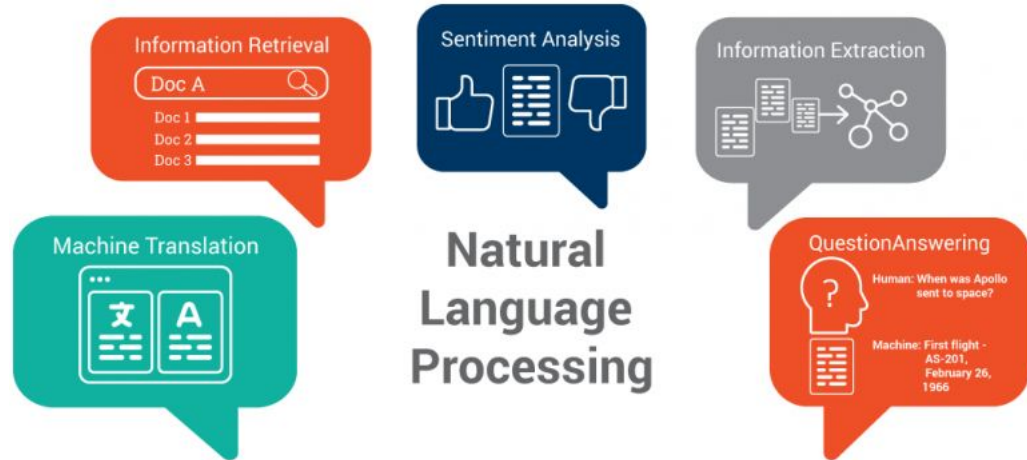 Information Retrieval
Doc A
Doc 1
Doc 2
Doc 3
Sentiment Analysis
Information Extraction
Machine Translation
文 A
Natural
Language
Processing
QuestionAnswering
?
Human: When was Apollo
sent to space?
Machine: First flight -
AS-201,
February 26,
1966